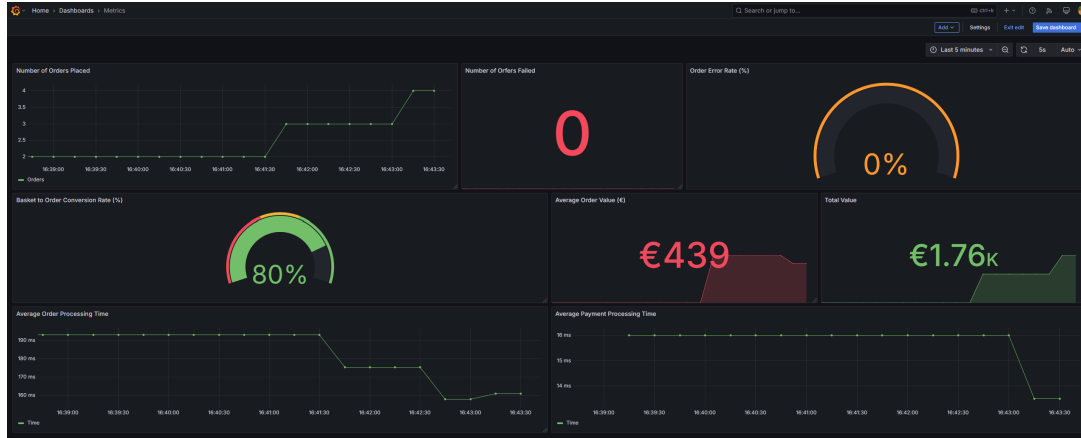 Home › Dashboards › Metrics
Search or jump to...
ctrl+k
Add
Settings
Exit edit
Save dashboard
Last 5 minutes
5s
Auto
Number of Orders Placed
4
3.5
3
2.5
2
16:39:00 16:39:30 16:40:00 16:40:30 16:41:00 16:41:30 16:42:00 16:42:30 16:43:00 16:43:30
Orders
Number of Orfers Failed
0
Order Error Rate (%)
0%
Basket to Order Conversion Rate (%)
80%
Average Order Value (€)
€439
Total Value
€1.76K
Average Order Processing Time
190 ms
180 ms
170 ms
160 ms
16:39:00 16:39:30 16:40:00 16:40:30 16:41:00 16:41:30 16:42:00 16:42:30 16:43:00 16:43:30
Time
Average Payment Processing Time
16 ms
15 ms
14 ms
16:39:00 16:39:30 16:40:00 16:40:30 16:41:00 16:41:30 16:42:00 16:42:30 16:43:00 16:43:30
Time